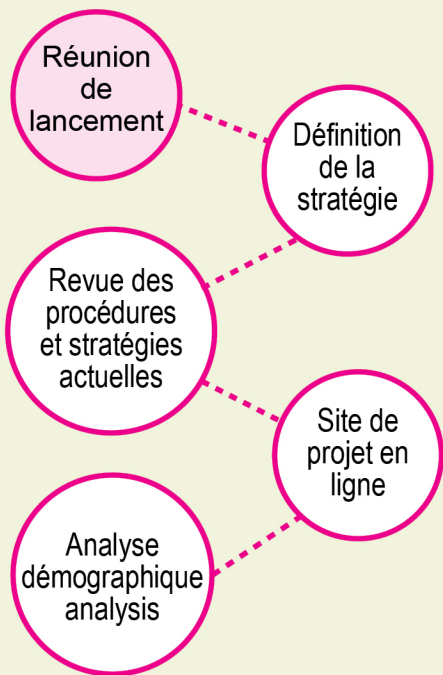 Réunion
de
lancement
Définition
de la
stratégie
Revue des
procédures
et stratégies
actuelles
Site de
projet en
ligne
Analyse
démographique
analysis